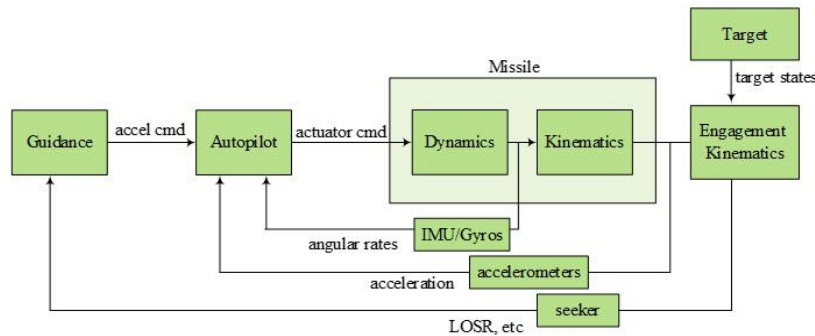 Target
Missile
target states
accel cmd
actuator cmd
Guidance
Autopilot
Dynamics
Kinematics
Engagement
Kinematics
IMU/Gyros
angular rates
accelerometers
acceleration
seeker
LOSR, etc